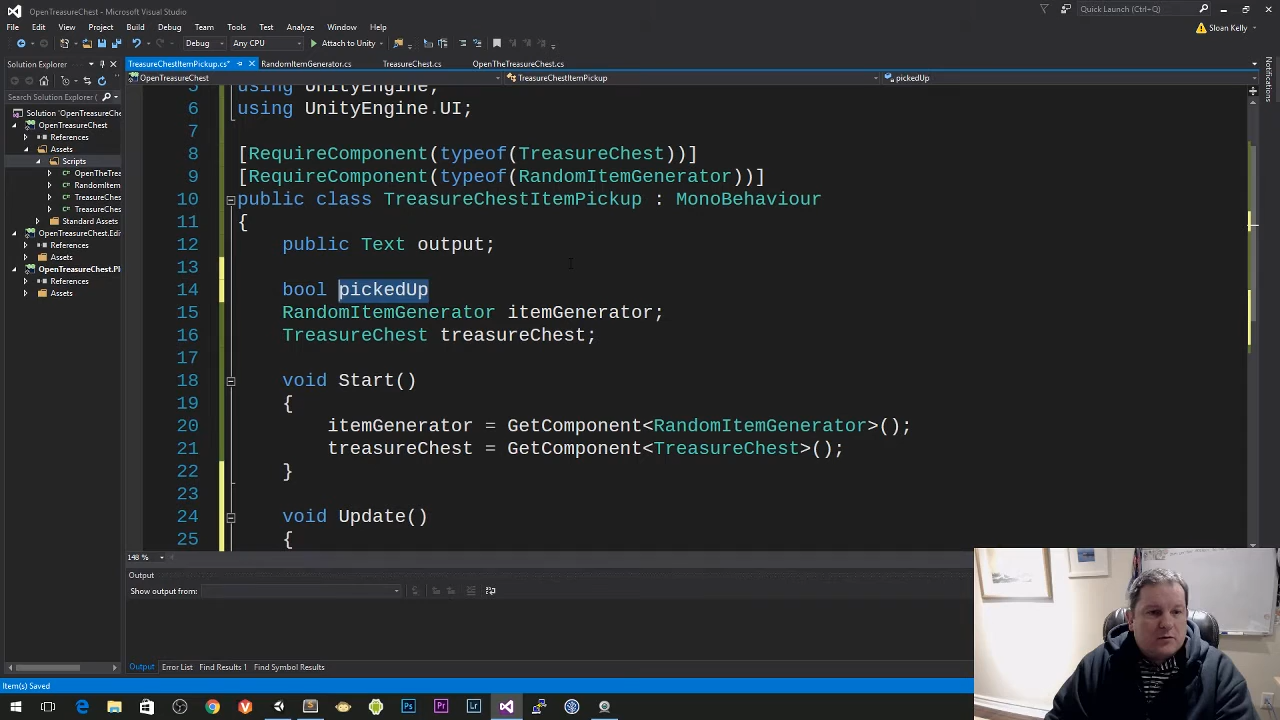 OpenTreasureChest - Microsoft Visual Studio
Quick Launch (Ctrl+Q)
File Edit View Project Build Debug Team Tools Architecture Test Analyze Window Help
Sloan Kelly
Debug Any CPU Attach to Unity
Solution Explorer
TreasureChestItemPickup.cs* RandomItemGenerator.cs TreasureChest.cs OpenTheTreasureChest.cs
OpenTreasureChest TreasureChestItemPickup pickedUp
Notifications
Search Solution Explorer
Solution 'OpenTreasureChe
OpenTreasureChest
References
Assets
Scripts
OpenTheTrea
RandomItem
TreasureChes
TreasureChes
Standard Assets
OpenTreasureChest.Edi
References
Assets
OpenTreasureChest.Pl
References
Assets
5 using UnityEngine;
6 using UnityEngine.UI;
7
8 [RequireComponent(typeof(TreasureChest))]
9 [RequireComponent(typeof(RandomItemGenerator))]
10 public class TreasureChestItemPickup : MonoBehaviour
11 {
12 public Text output;
13
14 bool pickedUp
15 RandomItemGenerator itemGenerator;
16 TreasureChest treasureChest;
17
18 void Start()
19 {
20 itemGenerator = GetComponent<RandomItemGenerator>();
21 treasureChest = GetComponent<TreasureChest>();
22 }
23
24 void Update()
25 {
148 %
Output
Show output from:
Output Error List Find Results 1 Find Symbol Results
Item(s) Saved